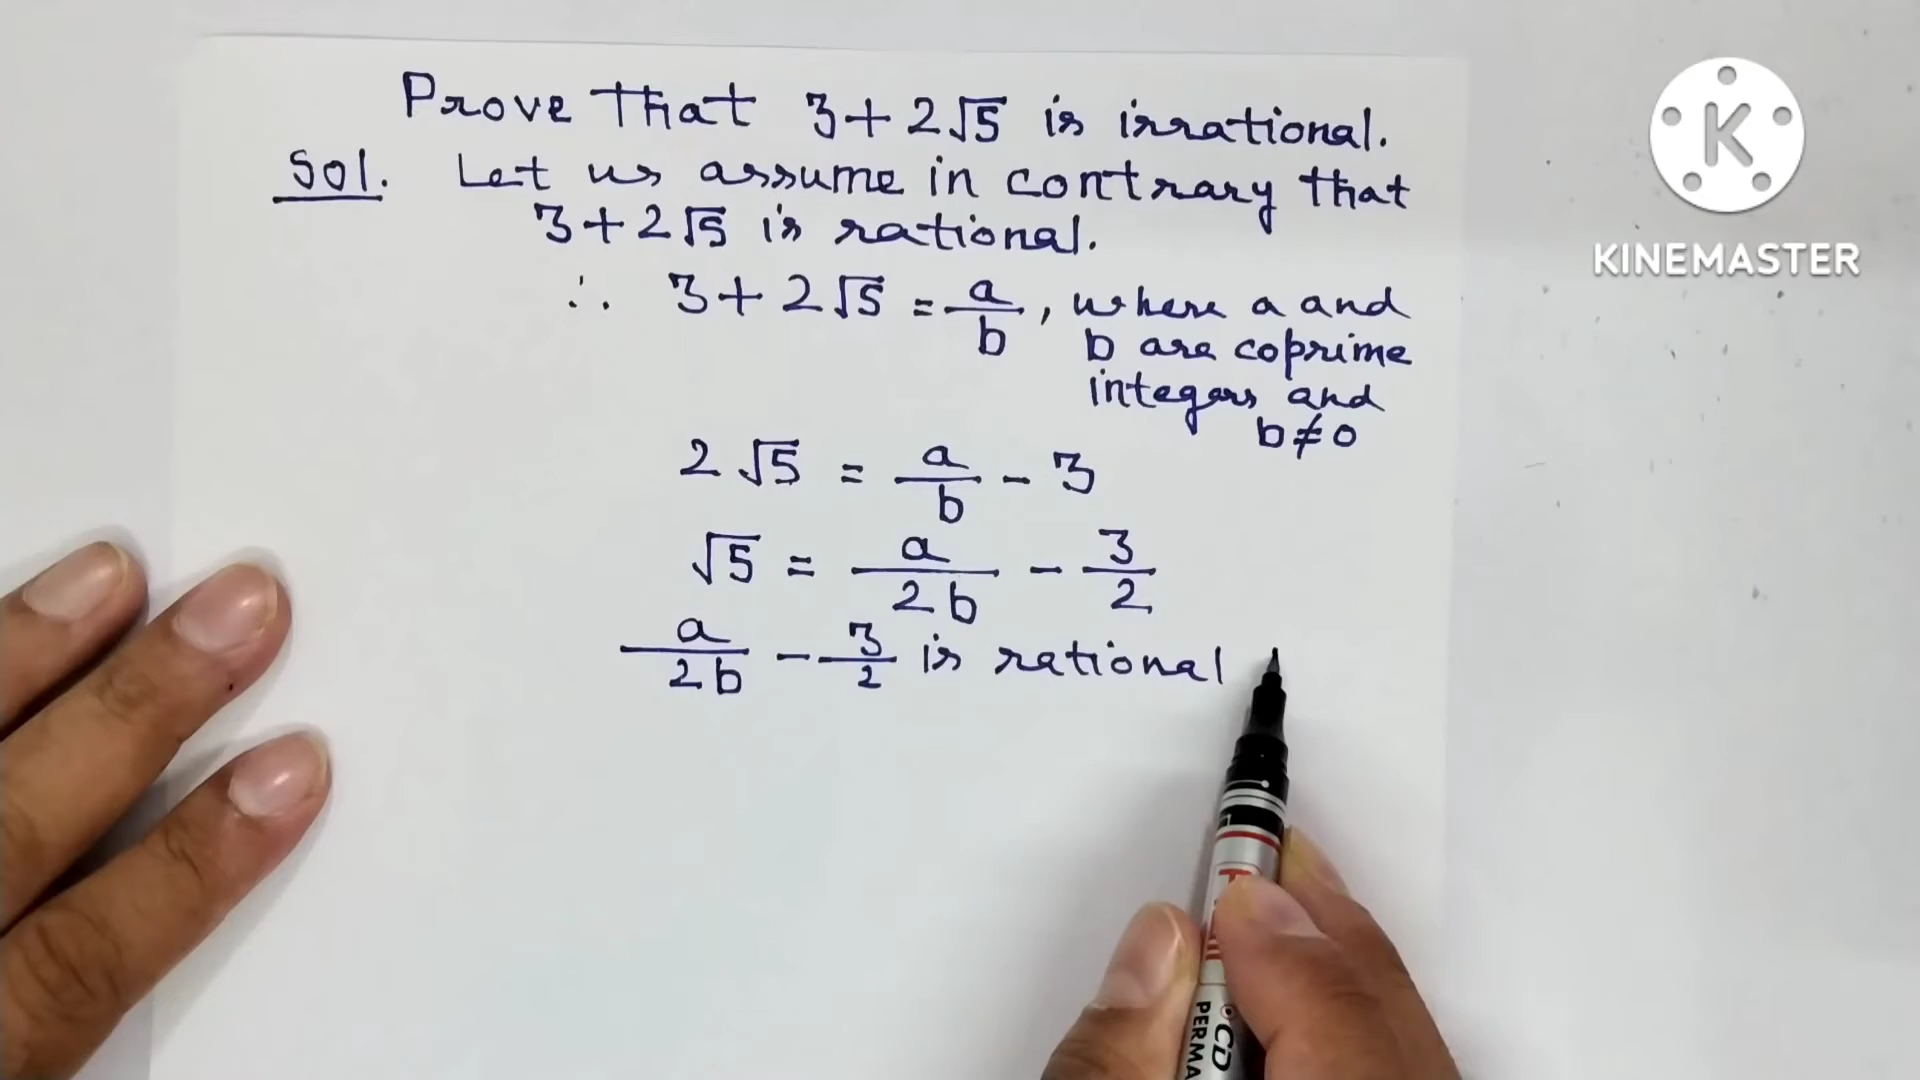 Prove that 3+2√5 is irrational.
Sol. Let us assume in contrary that
3+2√5 is rational.
∴ 3+2√5 = a/b, where a and
b are coprime
integers and
b≠0
2√5 = a/b - 3
√5 = a/2b - 3/2
a/2b - 3/2 is rational
K
KINEMASTER
CD
PERMA